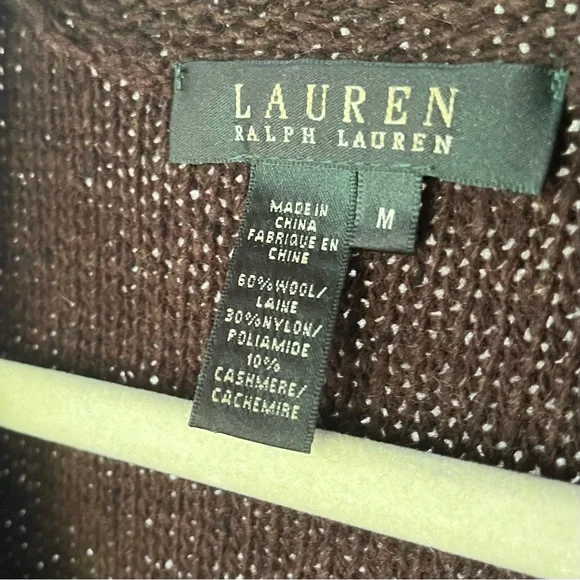 LAUREN
RALPH LAUREN
M
MADE IN
CHINA
FABRIQUE EN
CHINE
60%WOOL/
LAINE
30%NYLON/
POLIAMIDE
10%
CASHMERE/
CACHEMIRE